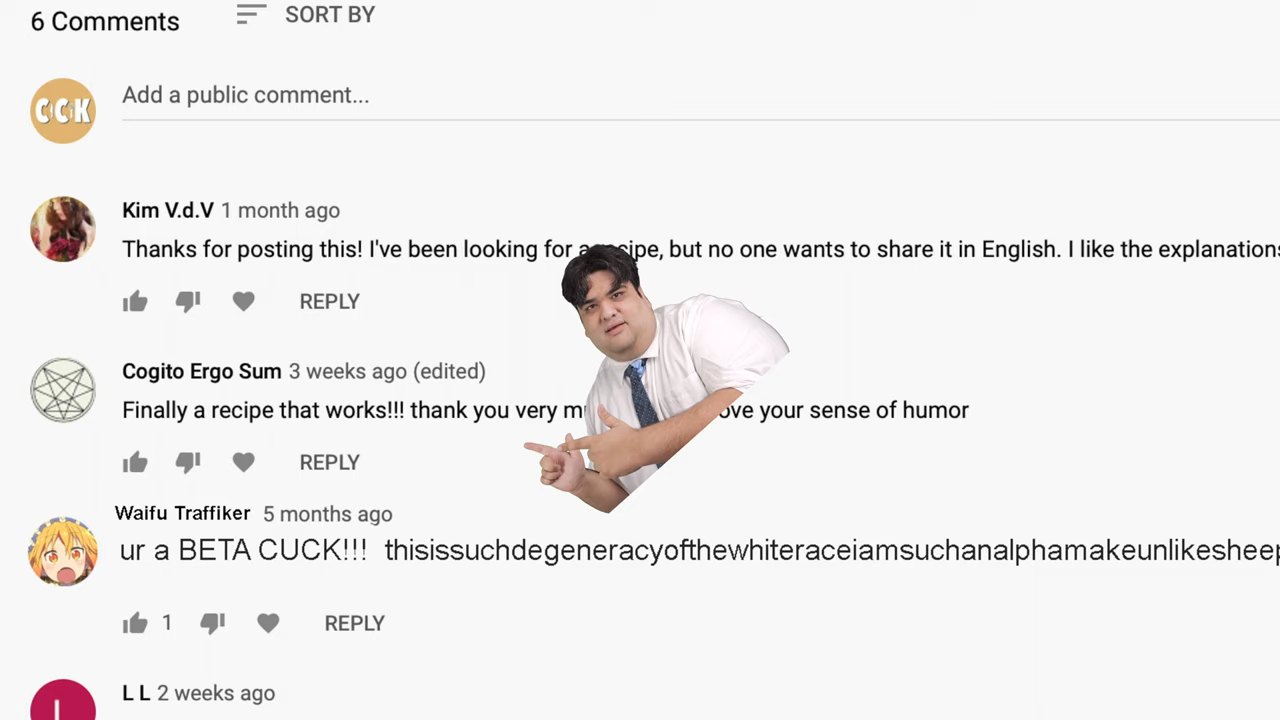 6 Comments
SORT BY
CCK
Add a public comment...
Kim V.d.V 1 month ago
Thanks for posting this! I've been looking for a recipe, but no one wants to share it in English. I like the explanations
REPLY
Cogito Ergo Sum 3 weeks ago (edited)
Finally a recipe that works!!! thank you very your sense of humor
REPLY
Waifu Traffiker 5 months ago
ur a BETA CUCK!!! thisissuchdegeneracyofthewhiteraceiamsuchanalphamakeunlikesheep
1
REPLY
L
L L 2 weeks ago